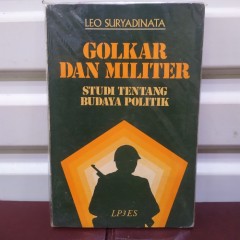 LEO SURYADINATA
GOLKAR
DAN MILITER
STUDI TENTANG
BUDAYA POLITIK
LP3ES